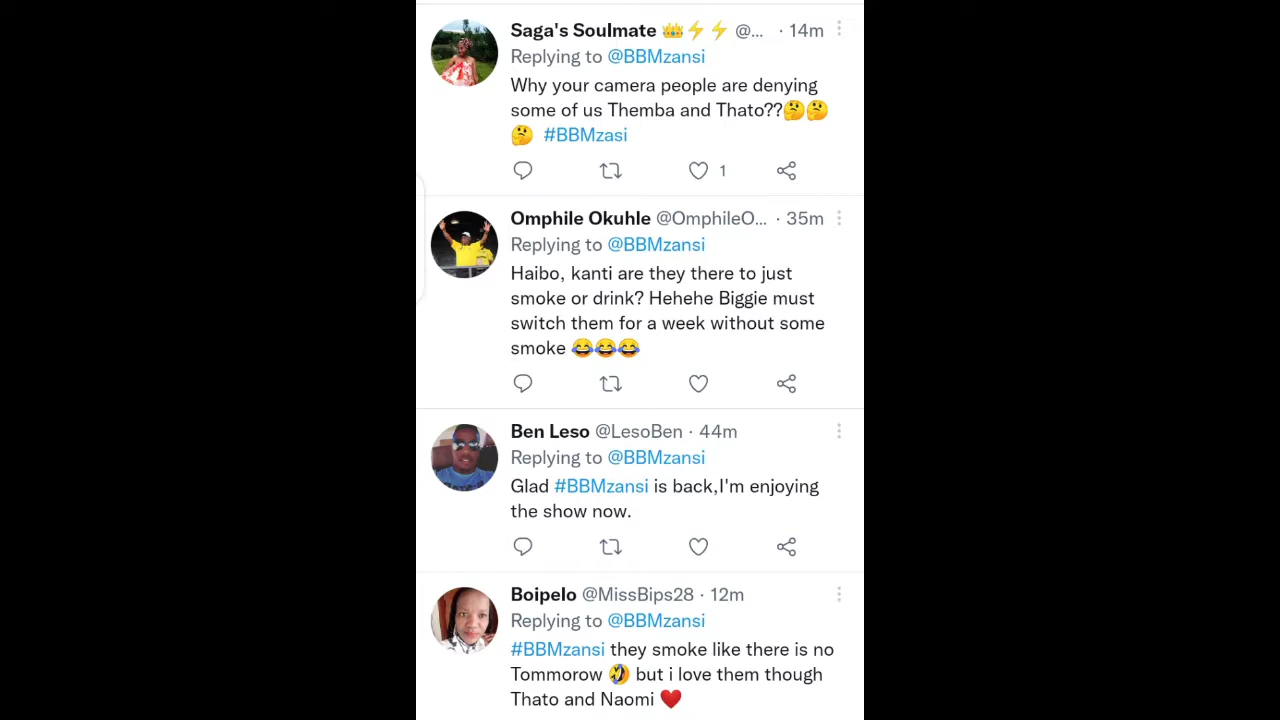 Saga's Soulmate 👑⚡⚡ @... · 14m
Replying to @BBMzansi
Why your camera people are denying
some of us Themba and Thato??🤔🤔
🤔 #BBMzasi
1
Omphile Okuhle @OmphileO... · 35m
Replying to @BBMzansi
Haibo, kanti are they there to just
smoke or drink? Hehehe Biggie must
switch them for a week without some
smoke 😂😂😂
Ben Leso @LesoBen · 44m
Replying to @BBMzansi
Glad #BBMzansi is back,I'm enjoying
the show now.
Boipelo @MissBips28 · 12m
Replying to @BBMzansi
#BBMzansi they smoke like there is no
Tommorow 🤣 but i love them though
Thato and Naomi ❤️